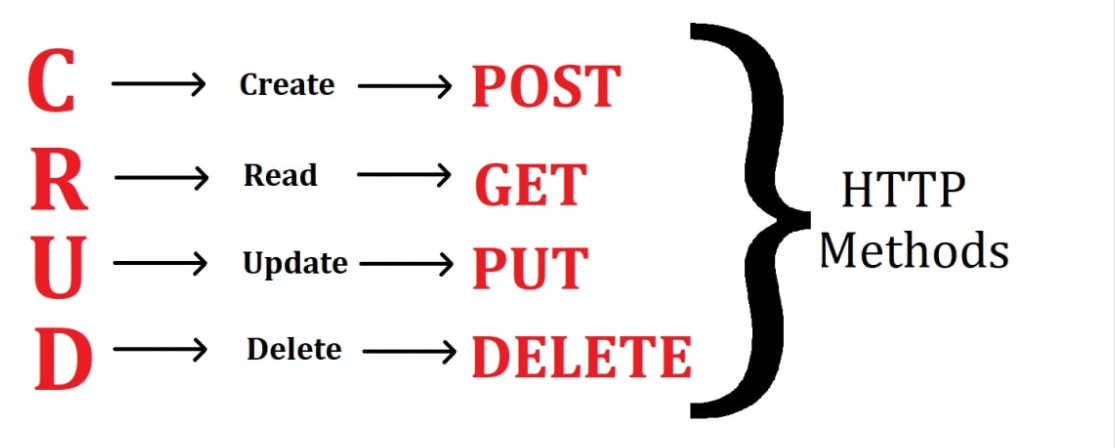 C → Create → POST
R → Read → GET
U → Update → PUT
D → Delete → DELETE
HTTP
Methods